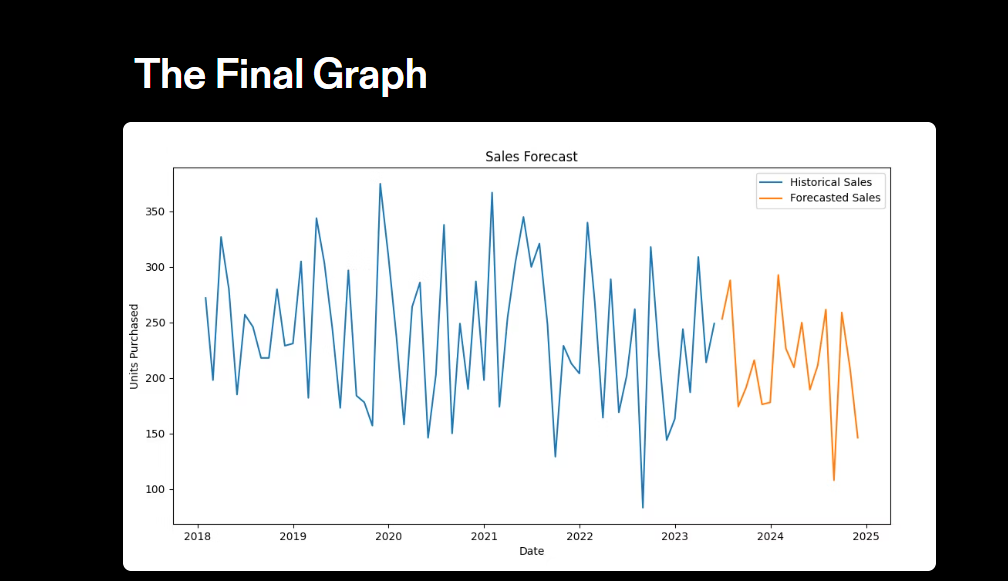 The Final Graph
Sales Forecast
Historical Sales
Forecasted Sales
350
300
250
200
150
100
Units Purchased
2018 2019 2020 2021 2022 2023 2024 2025
Date